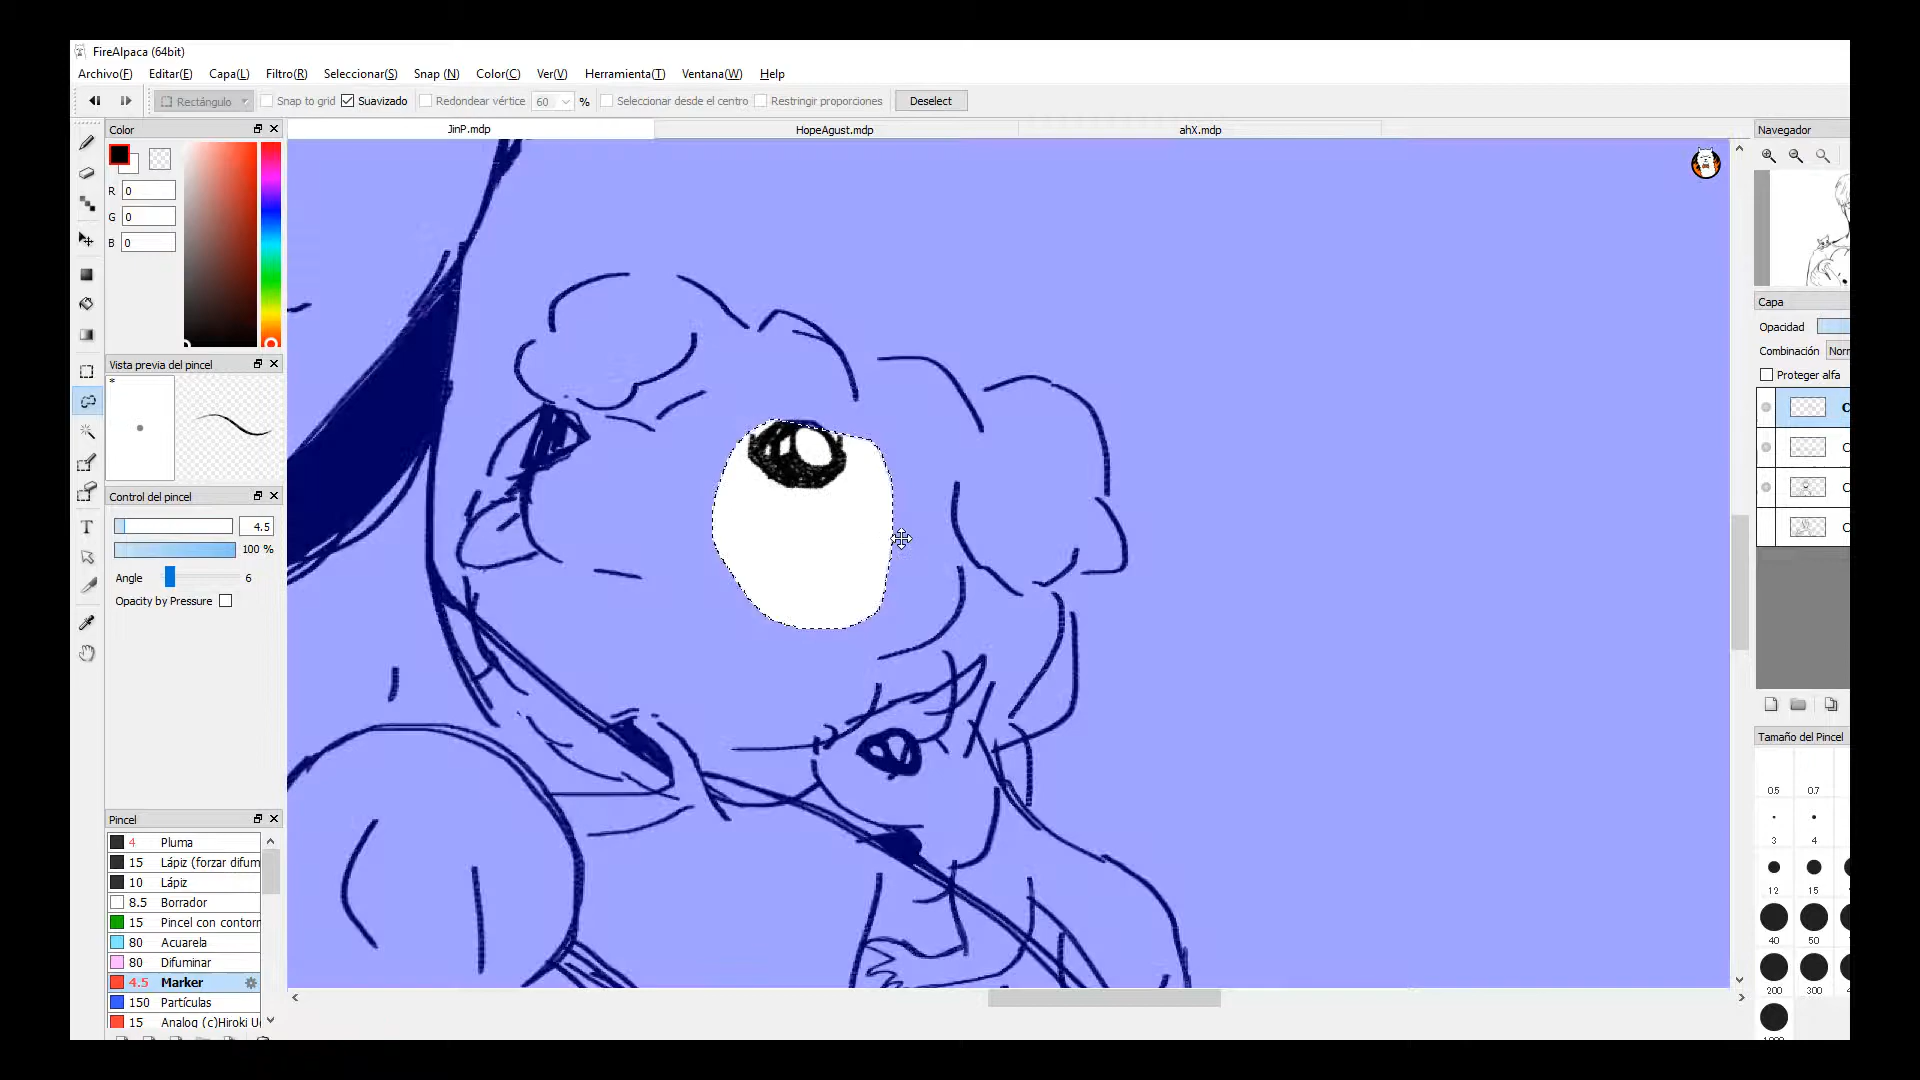 FireAlpaca (64bit)
Archivo(F) Editar(E) Capa(L) Filtro(R) Seleccionar(S) Snap (N) Color(C) Ver(V) Herramienta(T) Ventana(W) Help
Rectángulo Snap to grid Suavizado Redondear vértice 60 % Seleccionar desde el centro Restringir proporciones Deselect
Color
JinP.mdp HopeAgust.mdp ahX.mdp
Navegador
R 0
G 0
B 0
Capa
Opacidad
Combinación Norr
Proteger alfa
C
C
C
C
Vista previa del pincel
*
Control del pincel
4.5
100 %
Angle 6
Opacity by Pressure
T
Tamaño del Pincel
0.5 0.7
3 4
12 15
40 50
200 300
Pincel
4 Pluma
15 Lápiz (forzar difum
10 Lápiz
8.5 Borrador
15 Pincel con contorn
80 Acuarela
80 Difuminar
4.5 Marker
150 Partículas
15 Analog (c)Hiroki U